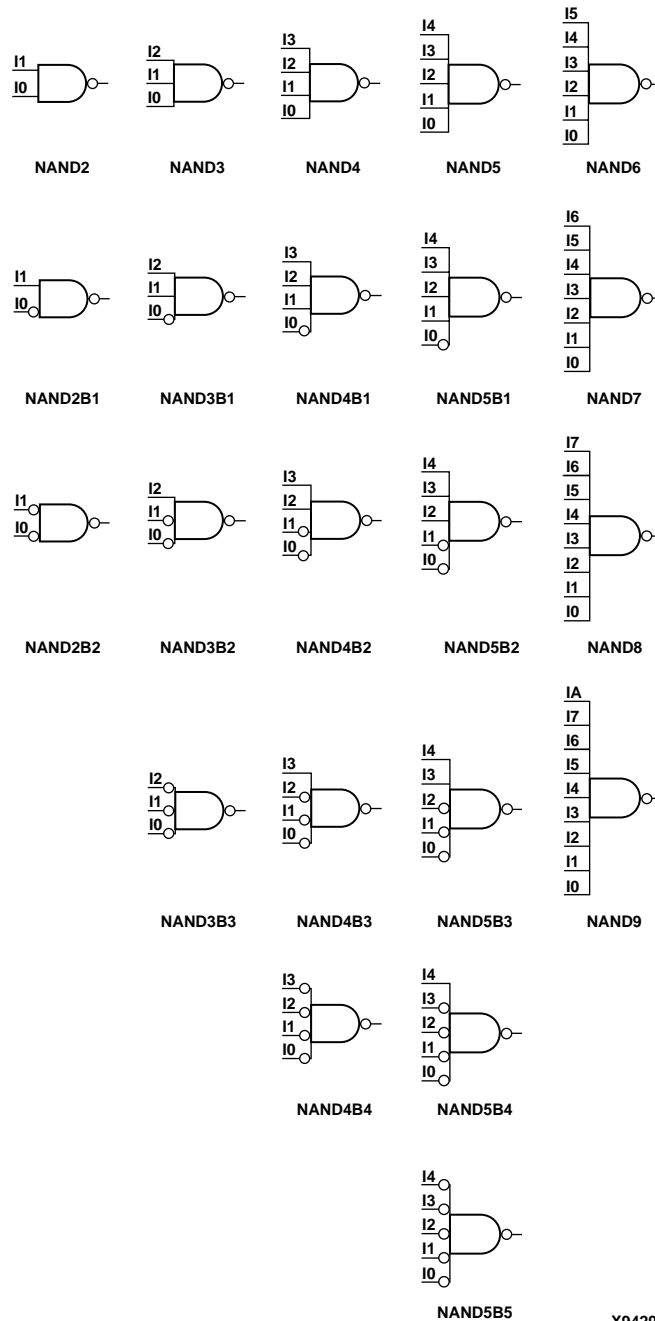 I1
I0
NAND2
I2
I1
I0
NAND3
I3
I2
I1
I0
NAND4
I4
I3
I2
I1
I0
NAND5
I5
I4
I3
I2
I1
I0
NAND6
I1
I0
NAND2B1
I2
I1
I0
NAND3B1
I3
I2
I1
I0
NAND4B1
I4
I3
I2
I1
I0
NAND5B1
I6
I5
I4
I3
I2
I1
I0
NAND7
I1
I0
NAND2B2
I2
I1
I0
NAND3B2
I3
I2
I1
I0
NAND4B2
I4
I3
I2
I1
I0
NAND5B2
I7
I6
I5
I4
I3
I2
I1
I0
NAND8
I2
I1
I0
NAND3B3
I3
I2
I1
I0
NAND4B3
I4
I3
I2
I1
I0
NAND5B3
IA
I7
I6
I5
I4
I3
I2
I1
I0
NAND9
I3
I2
I1
I0
NAND4B4
I4
I3
I2
I1
I0
NAND5B4
I4
I3
I2
I1
I0
NAND5B5